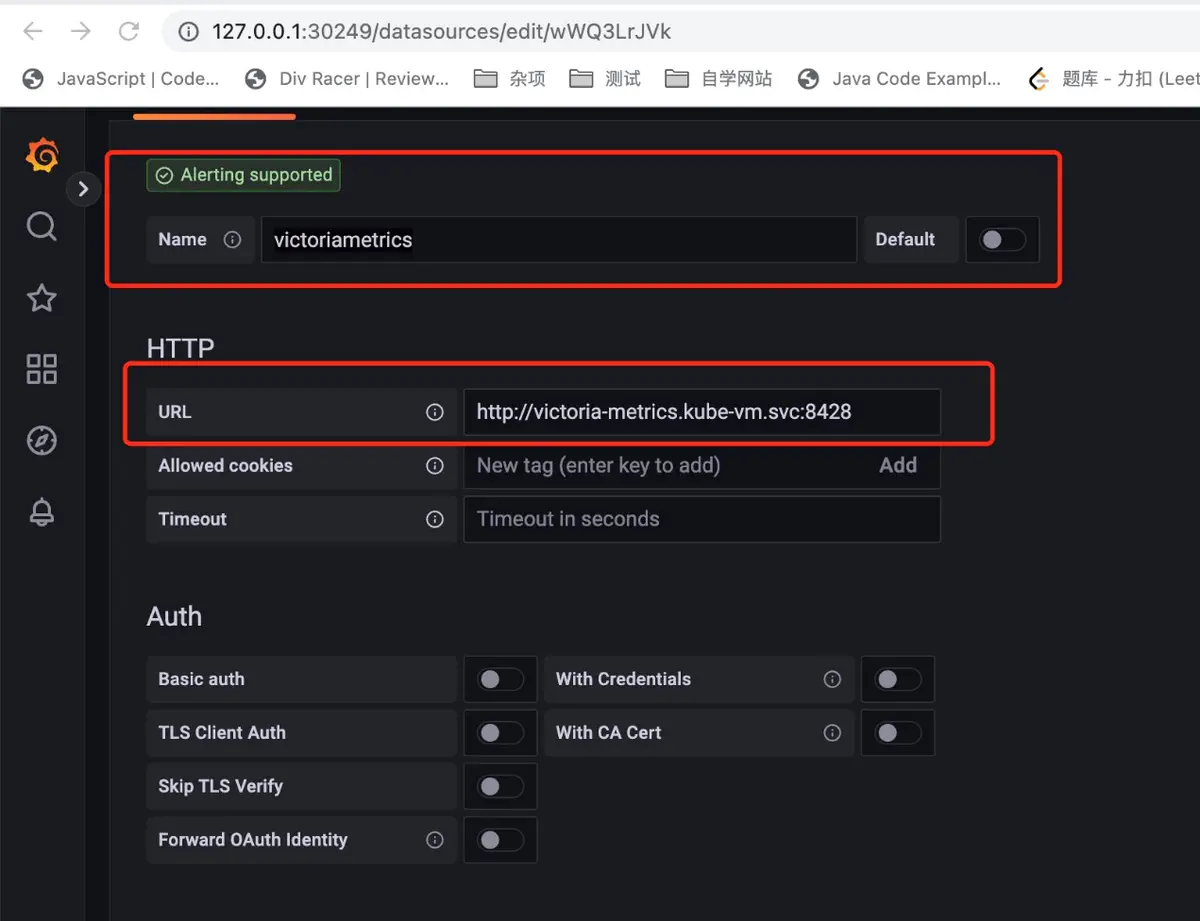 127.0.0.1:30249/datasources/edit/wWQ3LrJVk
JavaScript | Code... Div Racer | Review... 杂项 测试 自学网站 Java Code Exampl... 题库 - 力扣 (Leet
Alerting supported
Name victoriametrics Default
HTTP
URL http://victoria-metrics.kube-vm.svc:8428
Allowed cookies New tag (enter key to add) Add
Timeout Timeout in seconds
Auth
Basic auth With Credentials
TLS Client Auth With CA Cert
Skip TLS Verify
Forward OAuth Identity